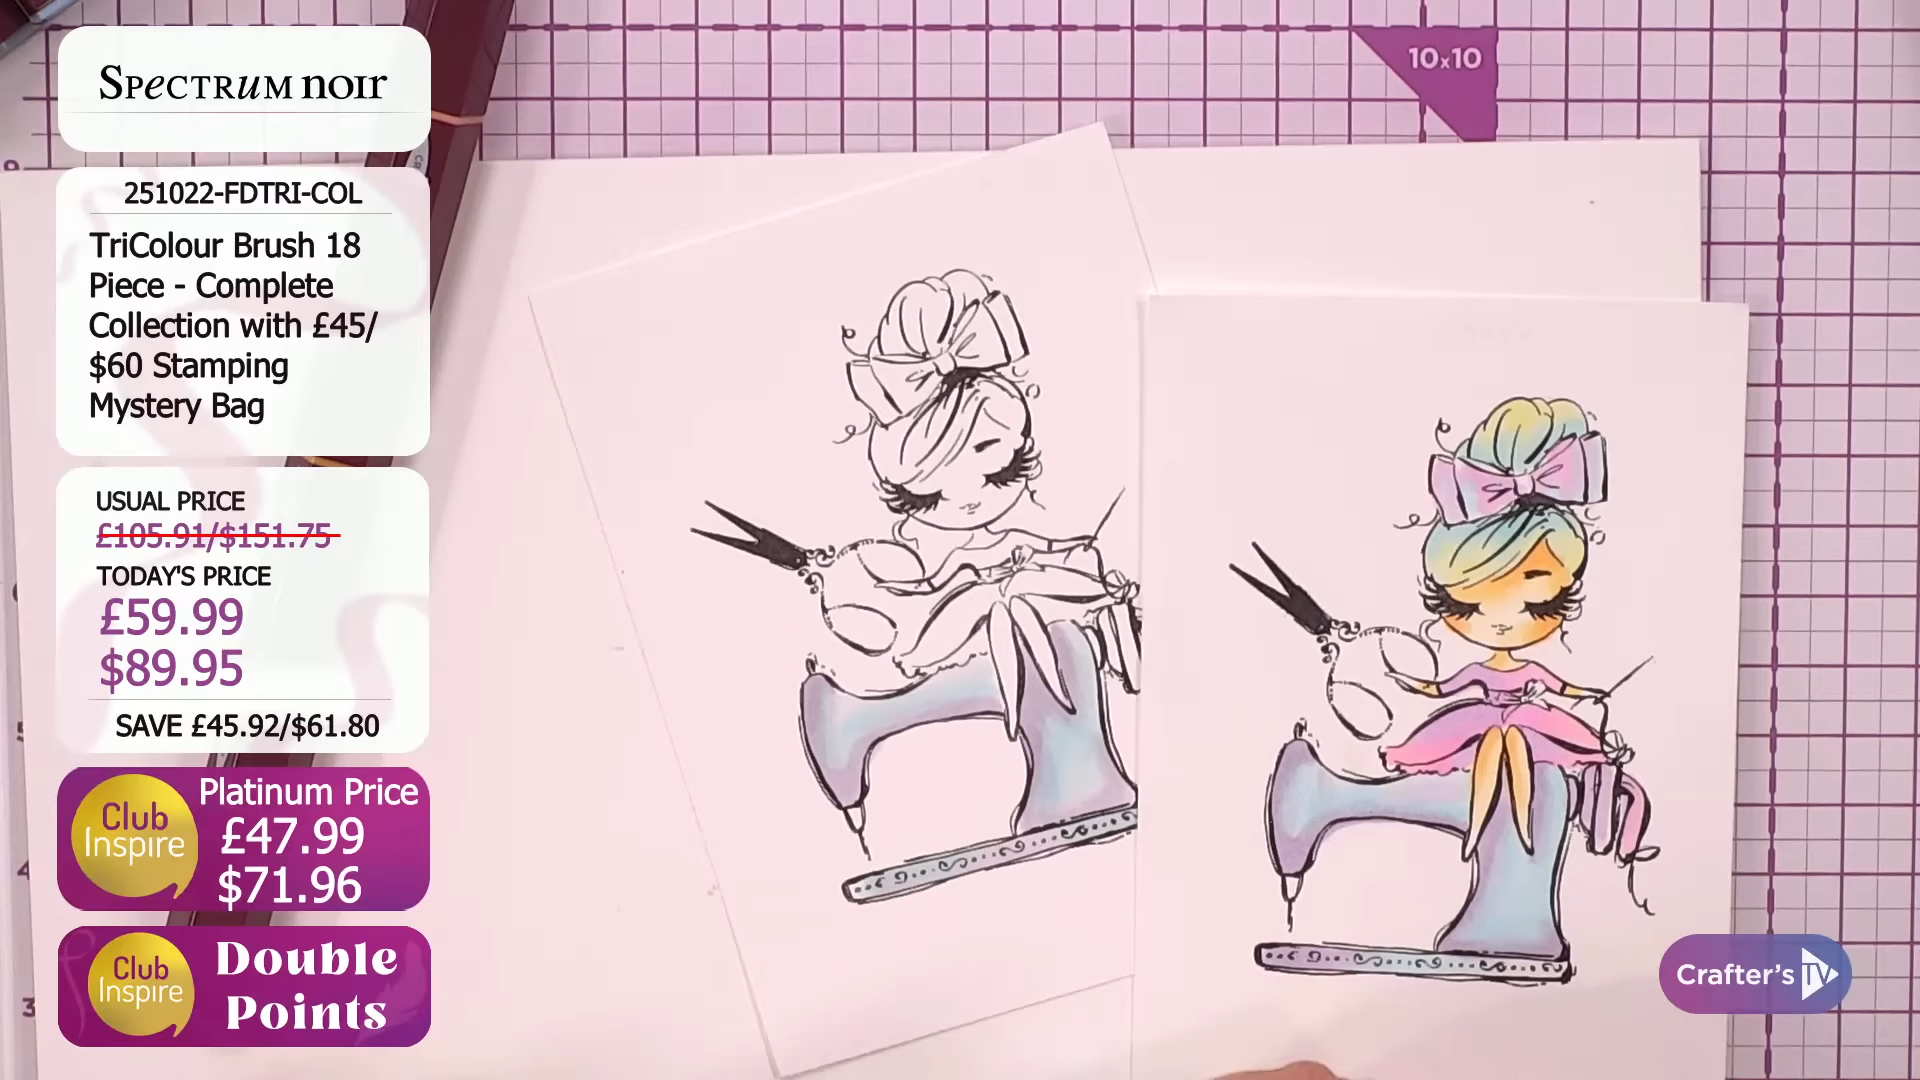 SPECTRUM noir
251022-FDTRI-COL
TriColour Brush 18
Piece - Complete
Collection with £45/
$60 Stamping
Mystery Bag
USUAL PRICE
£105.91/$151.75
TODAY'S PRICE
£59.99
$89.95
SAVE £45.92/$61.80
Club
Inspire
Platinum Price
£47.99
$71.96
Club
Inspire
Double
Points
10x10
Crafter's TV